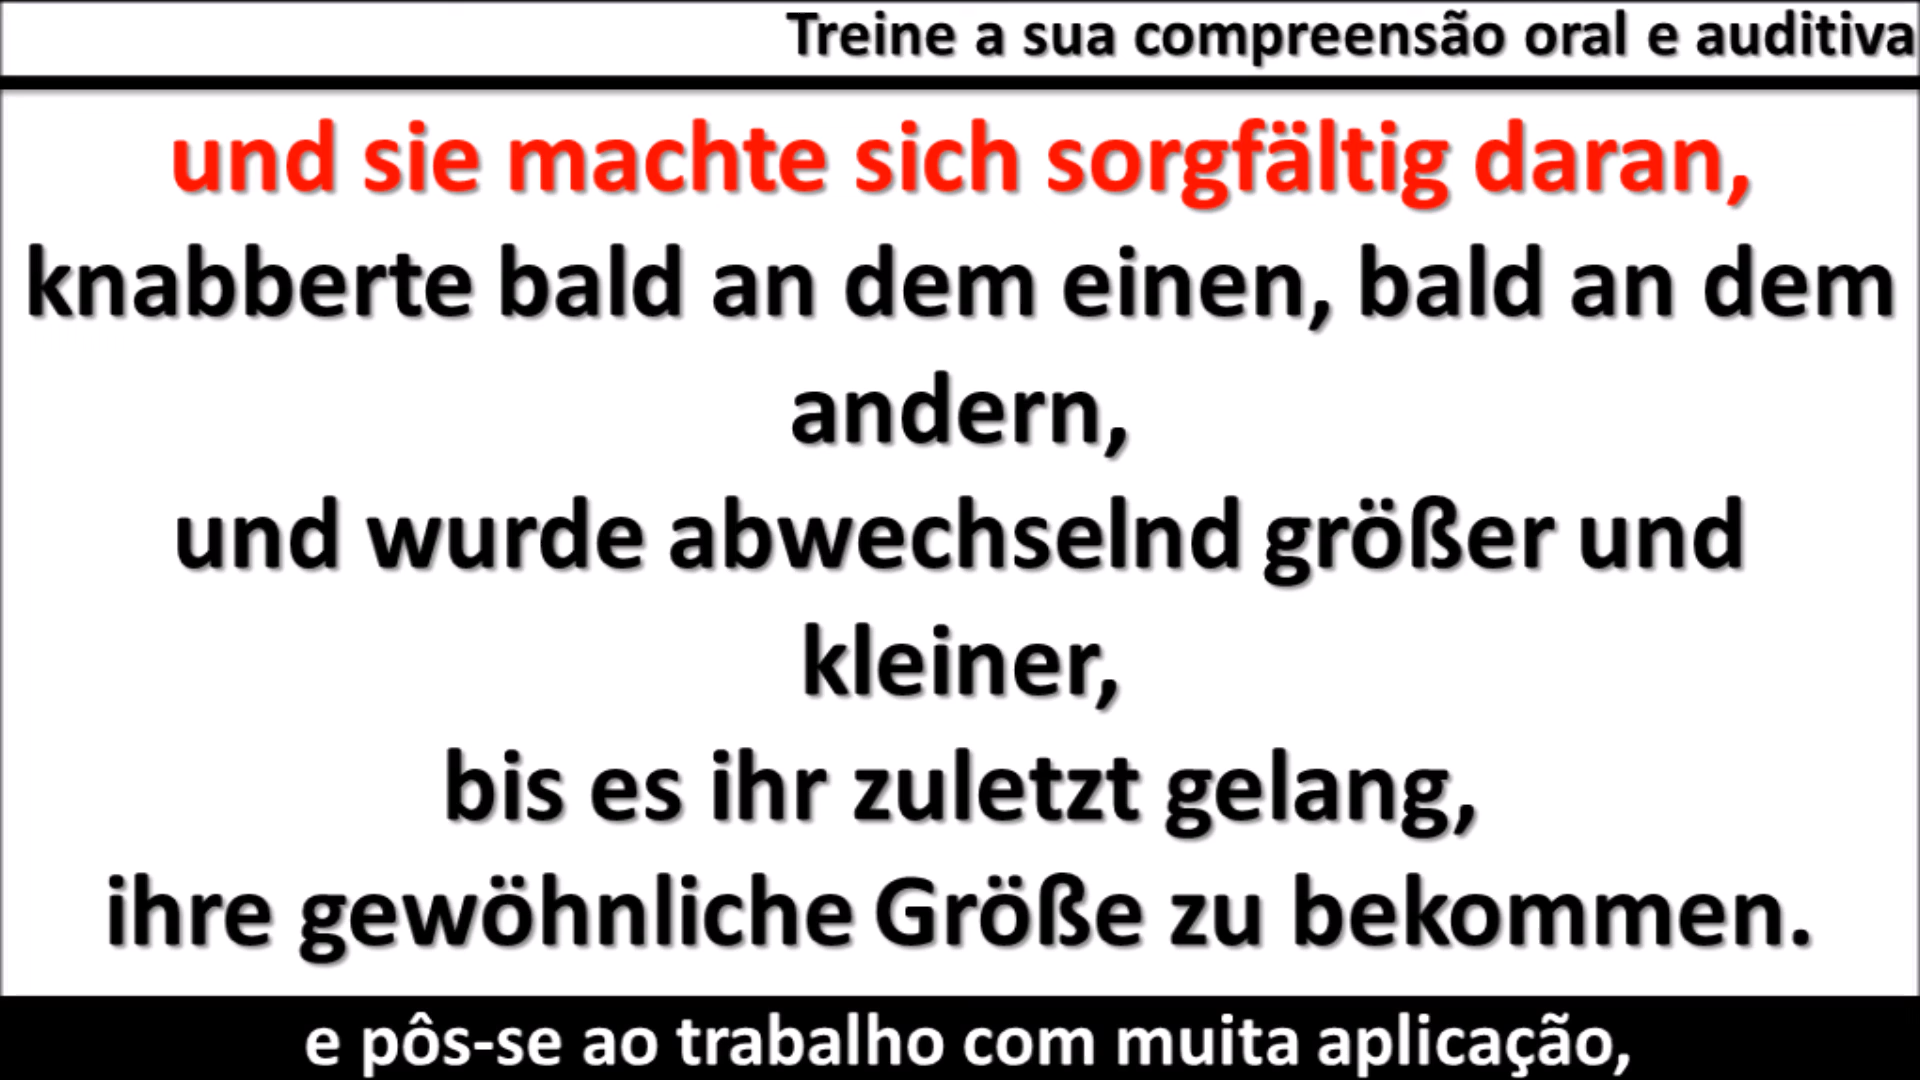 Treine a sua compreensão oral e auditiva
und sie machte sich sorgfältig daran,
knabberte bald an dem einen, bald an dem
andern,
und wurde abwechselnd größer und
kleiner,
bis es ihr zuletzt gelang,
ihre gewöhnliche Größe zu bekommen.
e pôs-se ao trabalho com muita aplicação,